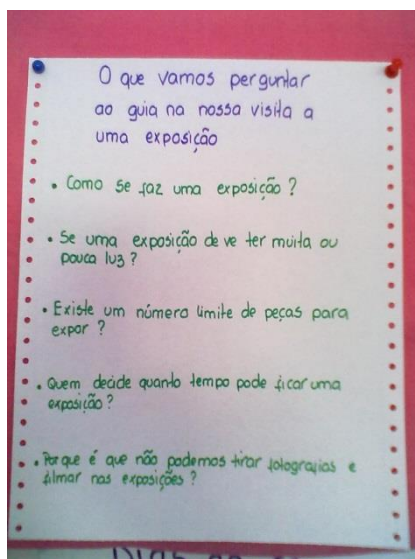 O que vamos perguntar
ao guia na nossa visita a
uma exposição
• Como se faz uma exposição?
• Se uma exposição deve ter muita ou
pouca luz?
• Existe um número limite de peças para
expor?
• Quem decide quanto tempo pode ficar uma
exposição?
• Porque é que não podemos tirar fotografias e
filmar nas exposições?